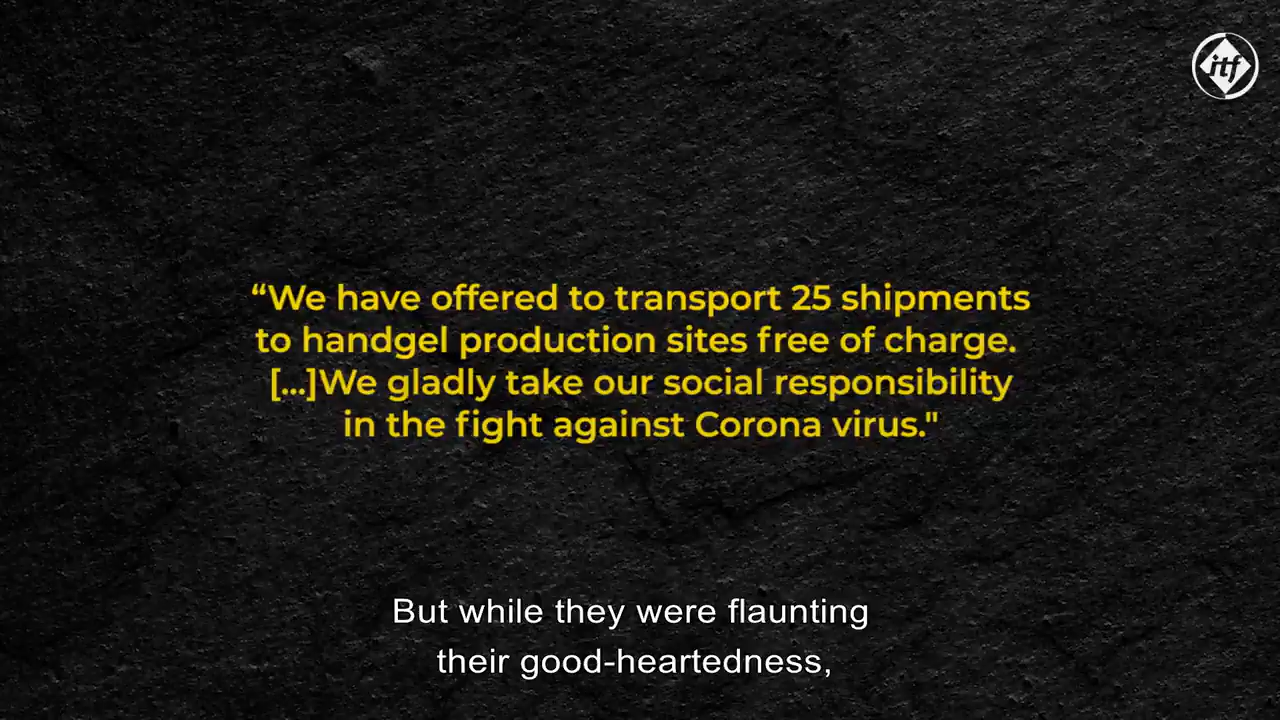 itf
“We have offered to transport 25 shipments
to handgel production sites free of charge.
[...]We gladly take our social responsibility
in the fight against Corona virus."
But while they were flaunting
their good-heartedness,